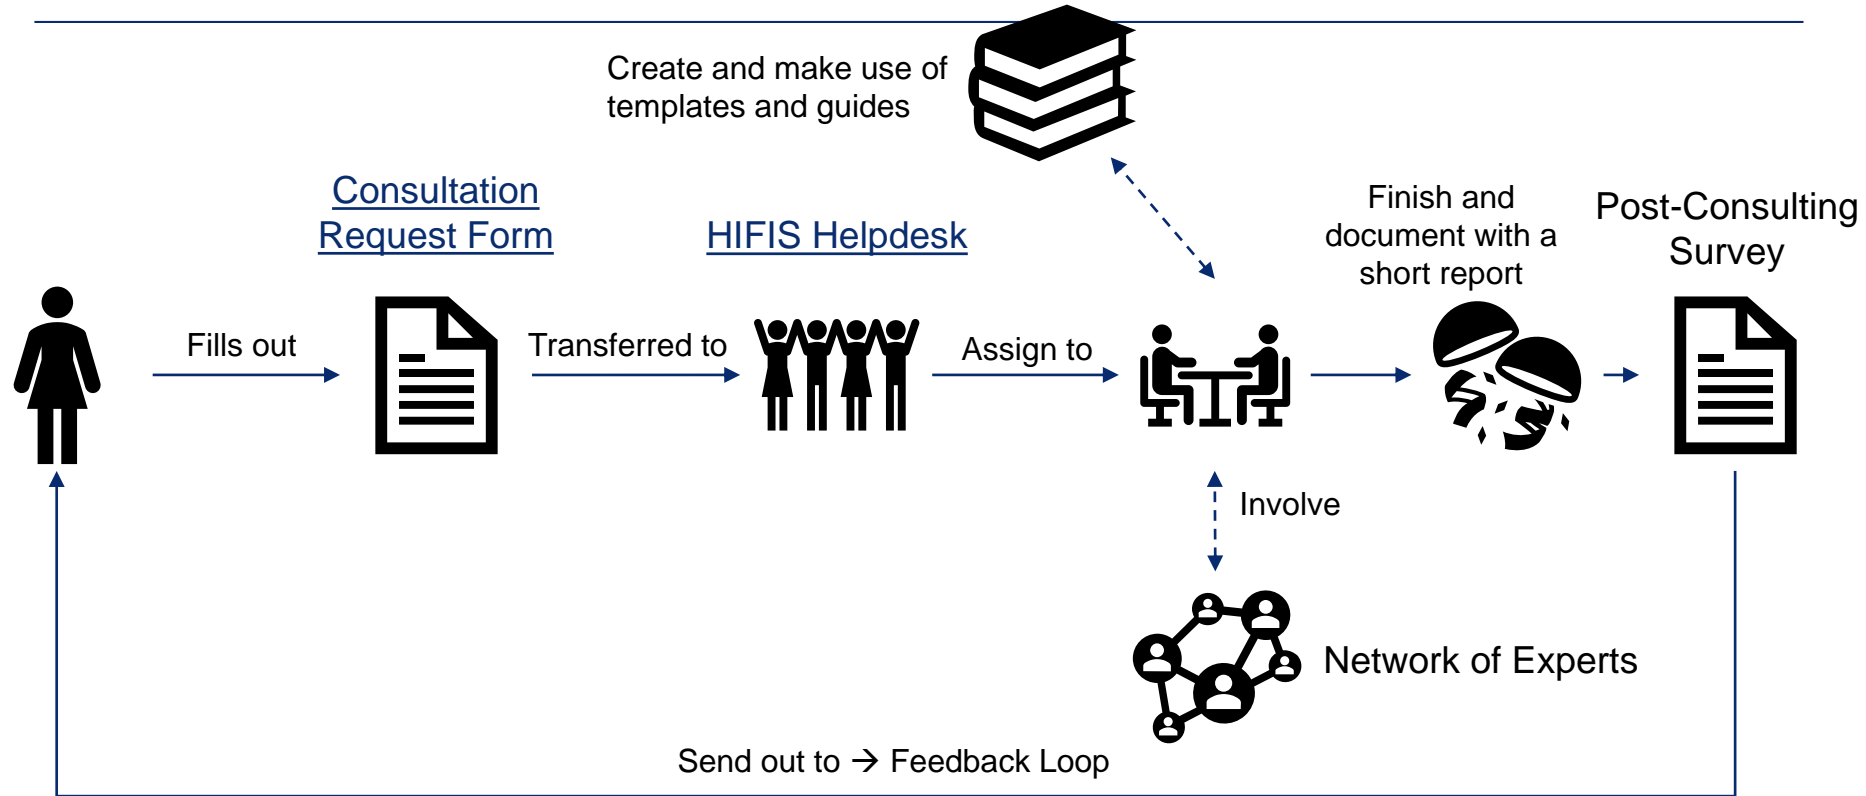 Create and make use of
templates and guides
Consultation
Request Form
HIFIS Helpdesk
Finish and
document with a
short report
Post-Consulting
Survey
Fills out
Transferred to
Assign to
Involve
Network of Experts
Send out to → Feedback Loop